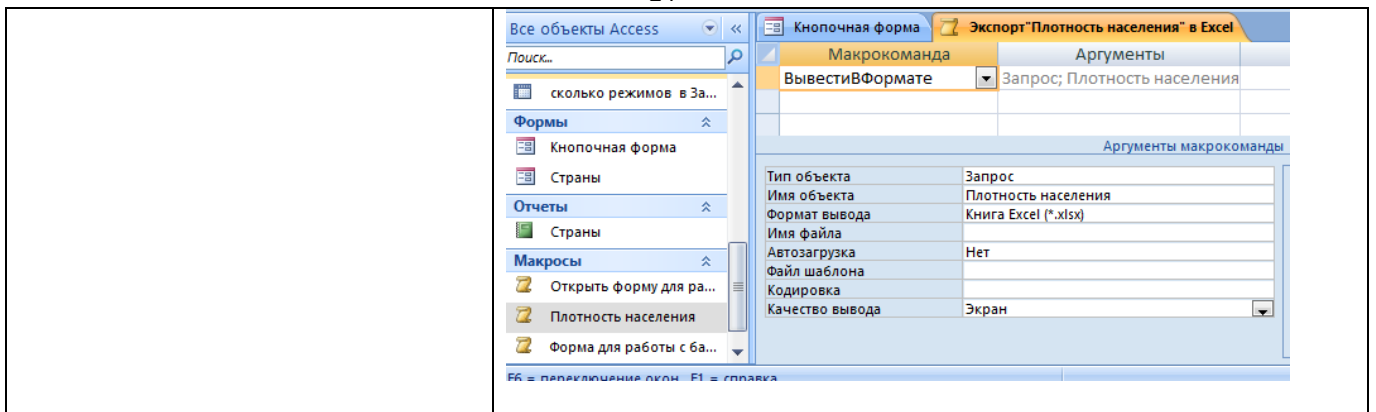 Все объекты Access
Поиск...
сколько режимов в За...
Формы
Кнопочная форма
Страны
Отчеты
Страны
Макросы
Открыть форму для ра...
Плотность населения
Форма для работы с ба...
Кнопочная форма Экспорт"Плотность населения" в Excel
Макрокоманда Аргументы
ВывестиВФормате Запрос; Плотность населения
Аргументы макрокоманды
Тип объекта Запрос
Имя объекта Плотность населения
Формат вывода Книга Excel (*.xlsx)
Имя файла
Автозагрузка Нет
Файл шаблона
Кодировка
Качество вывода Экран
F6 = переключение окон F1 = справка